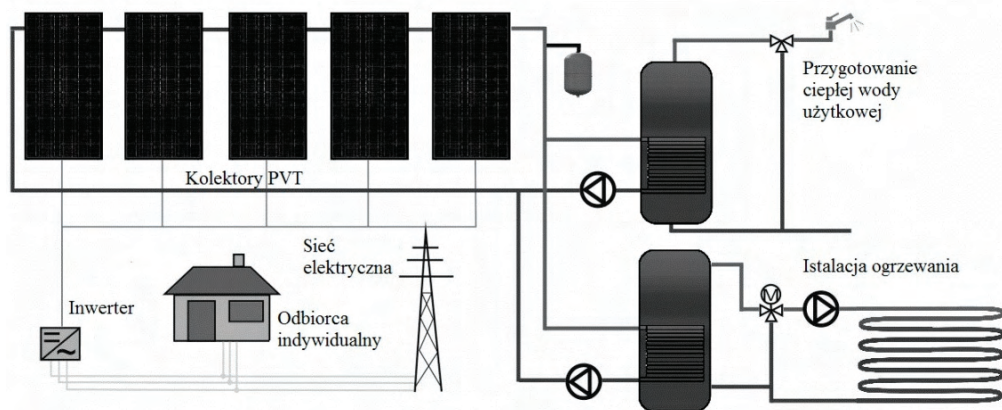 Przygotowanie
ciepłej wody
użytkowej
Kolektory PVT
Sieć
elektryczna
Istalacja ogrzewania
Inwerter
Odbiorca
indywidualny
M